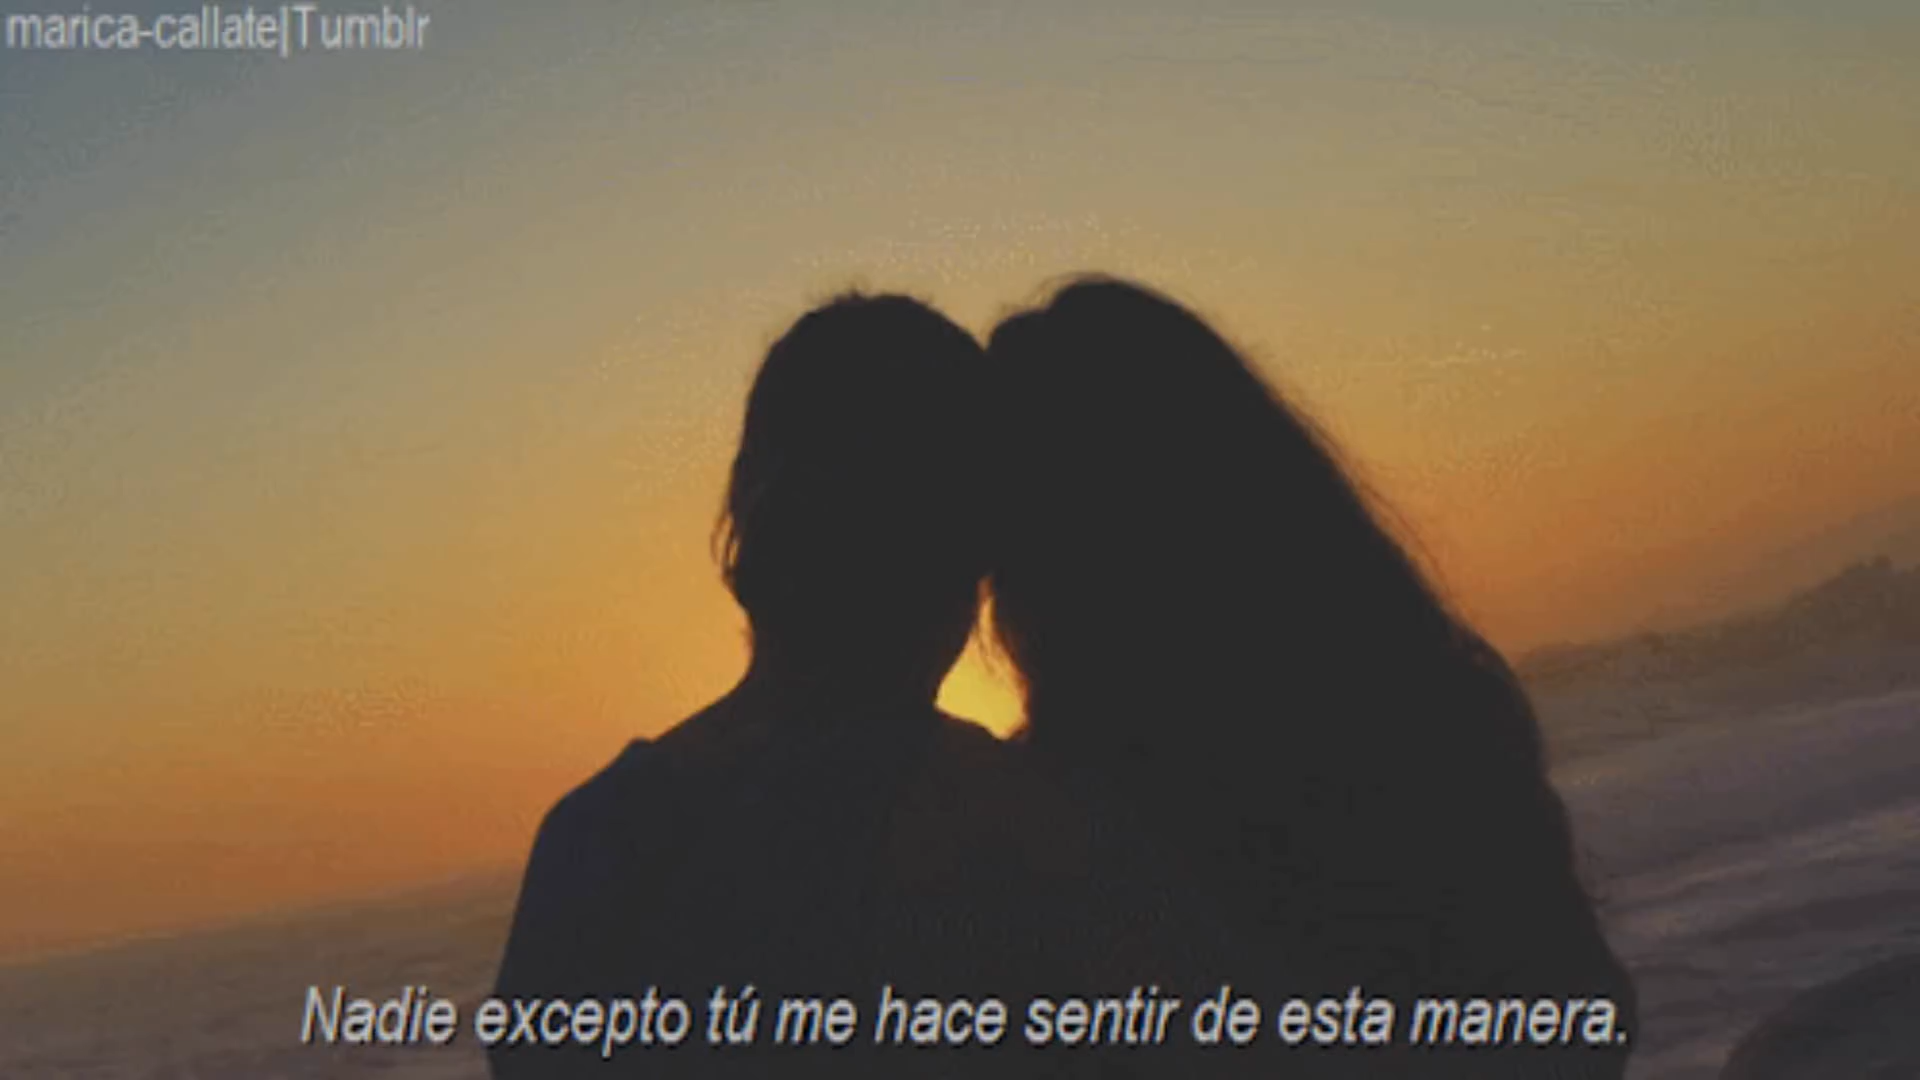 marica-callate|Tumblr
Nadie excepto tú me hace sentir de esta manera.